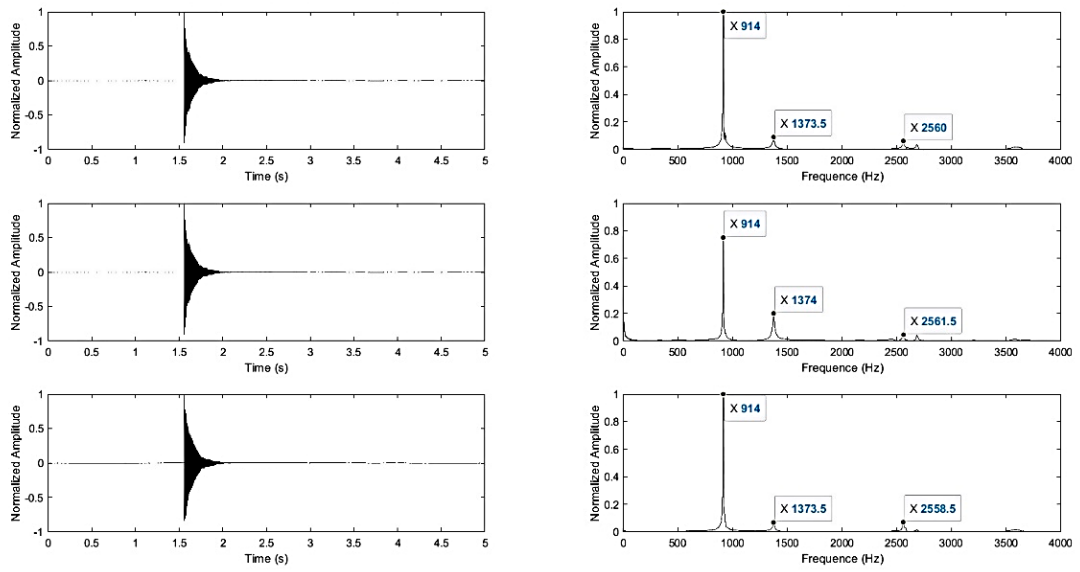 1
0.5
0
-0.5
-1
Normalized Amplitude
0 0.5 1 1.5 2 2.5 3 3.5 4 4.5 5
Time (s)
1
0.8
0.6
0.4
0.2
0
Normalized Amplitude
X 914
X 1373.5
X 2560
0 500 1000 1500 2000 2500 3000 3500 4000
Frequence (Hz)
1
0.5
0
-0.5
-1
Normalized Amplitude
0 0.5 1 1.5 2 2.5 3 3.5 4 4.5 5
Time (s)
1
0.8
0.6
0.4
0.2
0
Normalized Amplitude
X 914
X 1374
X 2561.5
0 500 1000 1500 2000 2500 3000 3500 4000
Frequence (Hz)
1
0.5
0
-0.5
-1
Normalized Amplitude
0 0.5 1 1.5 2 2.5 3 3.5 4 4.5 5
Time (s)
1
0.8
0.6
0.4
0.2
0
Normalized Amplitude
X 914
X 1373.5
X 2558.5
0 500 1000 1500 2000 2500 3000 3500 4000
Frequence (Hz)